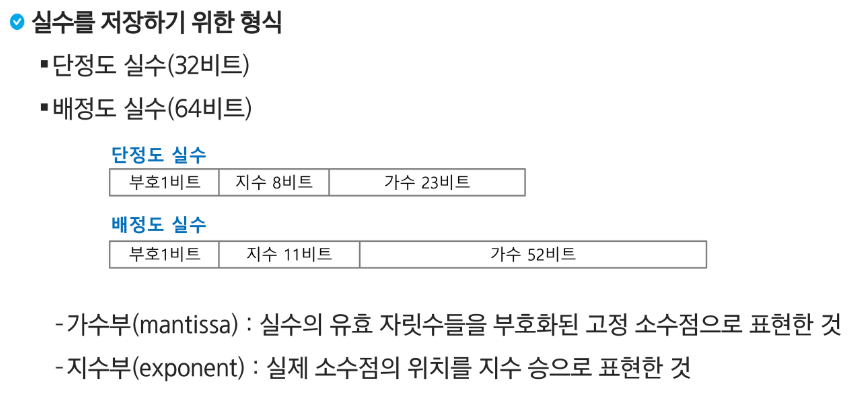 실수를 저장하기 위한 형식
▪단정도 실수(32비트)
▪배정도 실수(64비트)
단정도 실수
부호1비트 지수 8비트 가수 23비트
배정도 실수
부호1비트 지수 11비트 가수 52비트
-가수부(mantissa) : 실수의 유효 자릿수들을 부호화된 고정 소수점으로 표현한 것
-지수부(exponent) : 실제 소수점의 위치를 지수 승으로 표현한 것